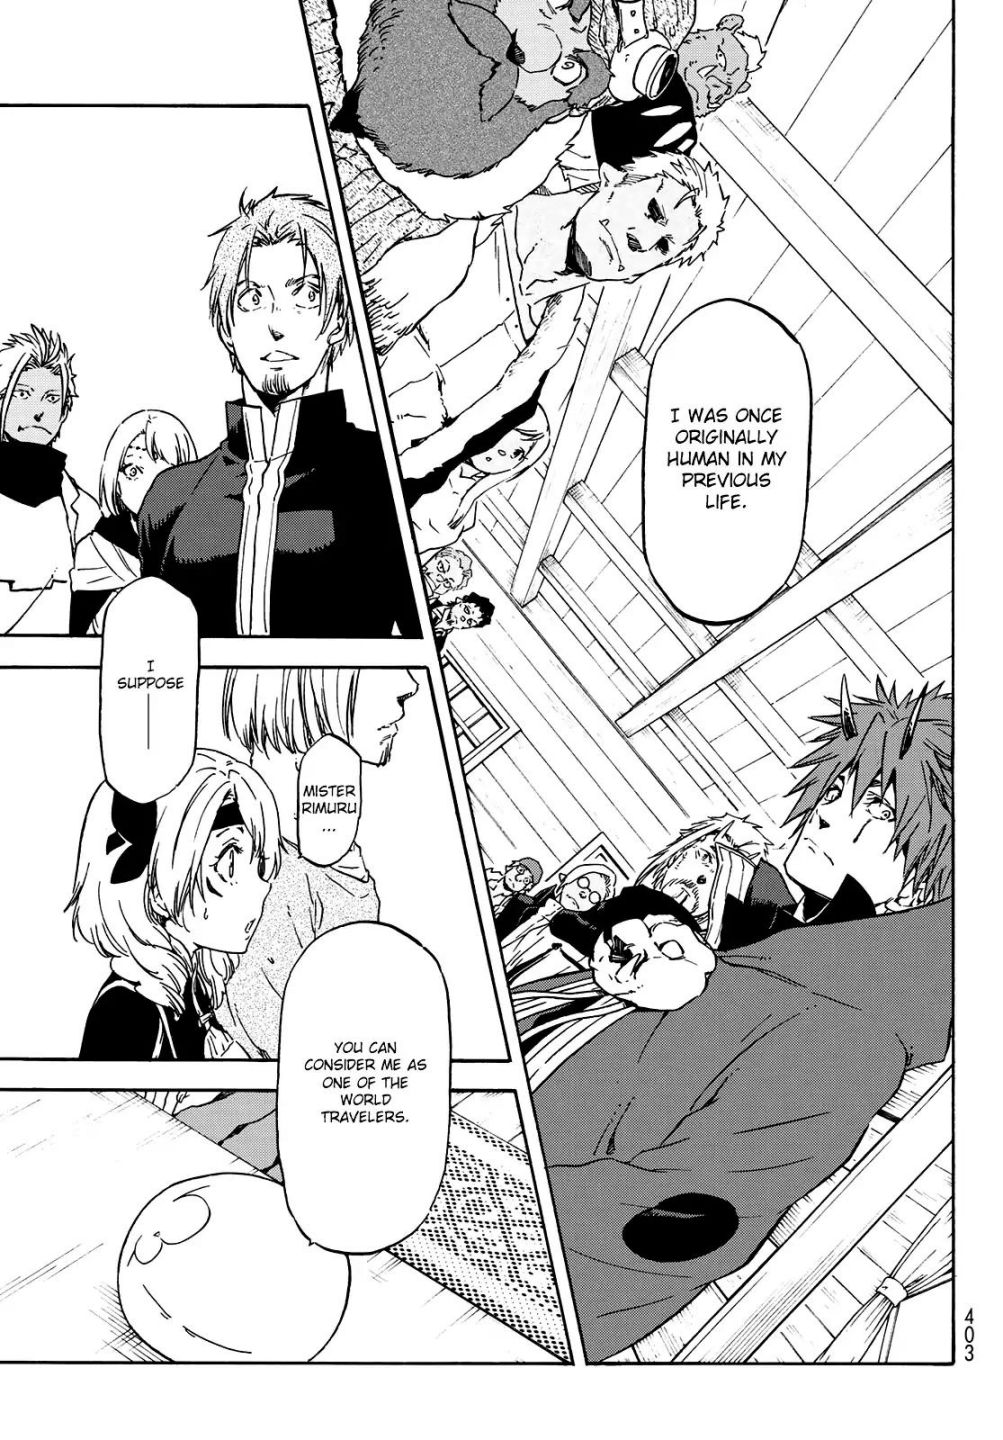 I WAS ONCE
ORIGINALLY
HUMAN IN MY
PREVIOUS
LIFE.
MISTER
RIMURU
...
I
SUPPOSE
YOU CAN
CONSIDER ME AS
ONE OF THE
WORLD
TRAVELERS.
403